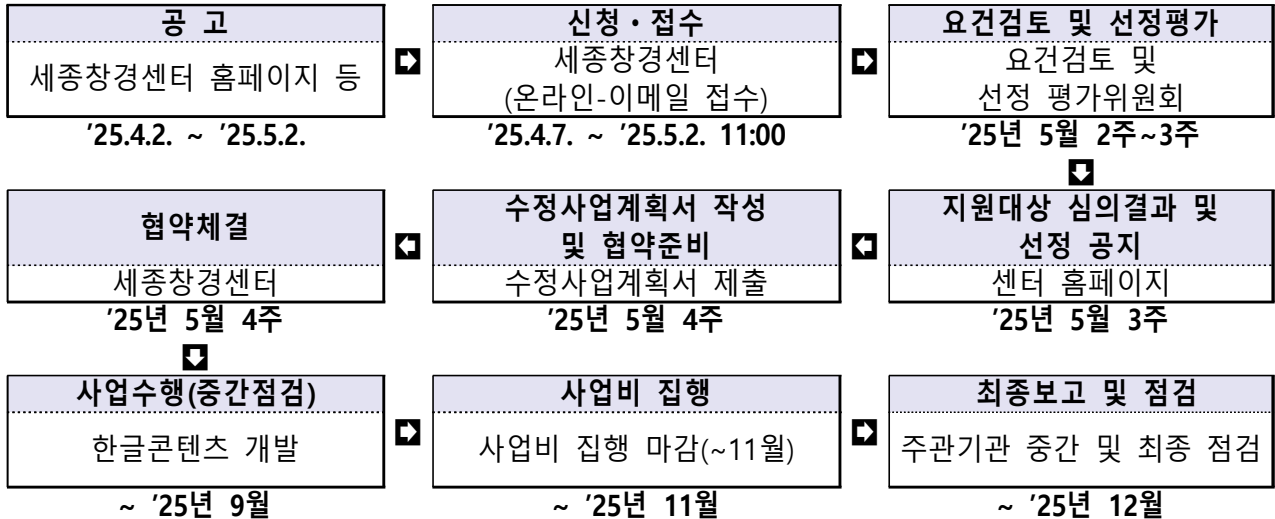 공 고
세종창경센터 홈페이지 등
'25.4.2. ~ '25.5.2.
신청・접수
세종창경센터
(온라인-이메일 접수)
'25.4.7. ~ '25.5.2. 11:00
요건검토 및 선정평가
요건검토 및
선정 평가위원회
'25년 5월 2주~3주
지원대상 심의결과 및
선정 공지
센터 홈페이지
'25년 5월 3주
수정사업계획서 작성
및 협약준비
수정사업계획서 제출
'25년 5월 4주
협약체결
세종창경센터
'25년 5월 4주
사업수행(중간점검)
한글콘텐츠 개발
~ '25년 9월
사업비 집행
사업비 집행 마감(~11월)
~ '25년 11월
최종보고 및 점검
주관기관 중간 및 최종 점검
~ '25년 12월